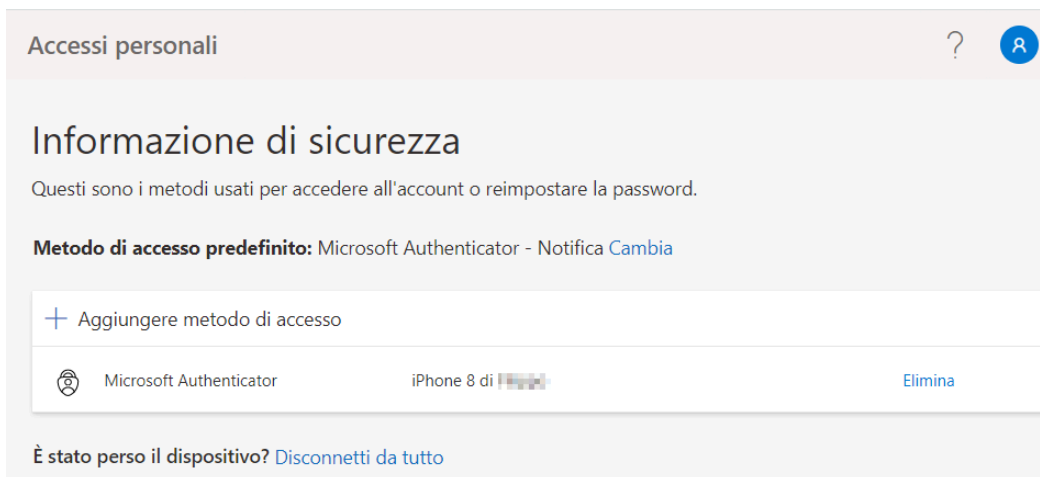 Accessi personali ?
Informazione di sicurezza
Questi sono i metodi usati per accedere all'account o reimpostare la password.
Metodo di accesso predefinito: Microsoft Authenticator - Notifica Cambia
+ Aggiungere metodo di accesso
Microsoft Authenticator iPhone 8 di Elimina
È stato perso il dispositivo? Disconnetti da tutto